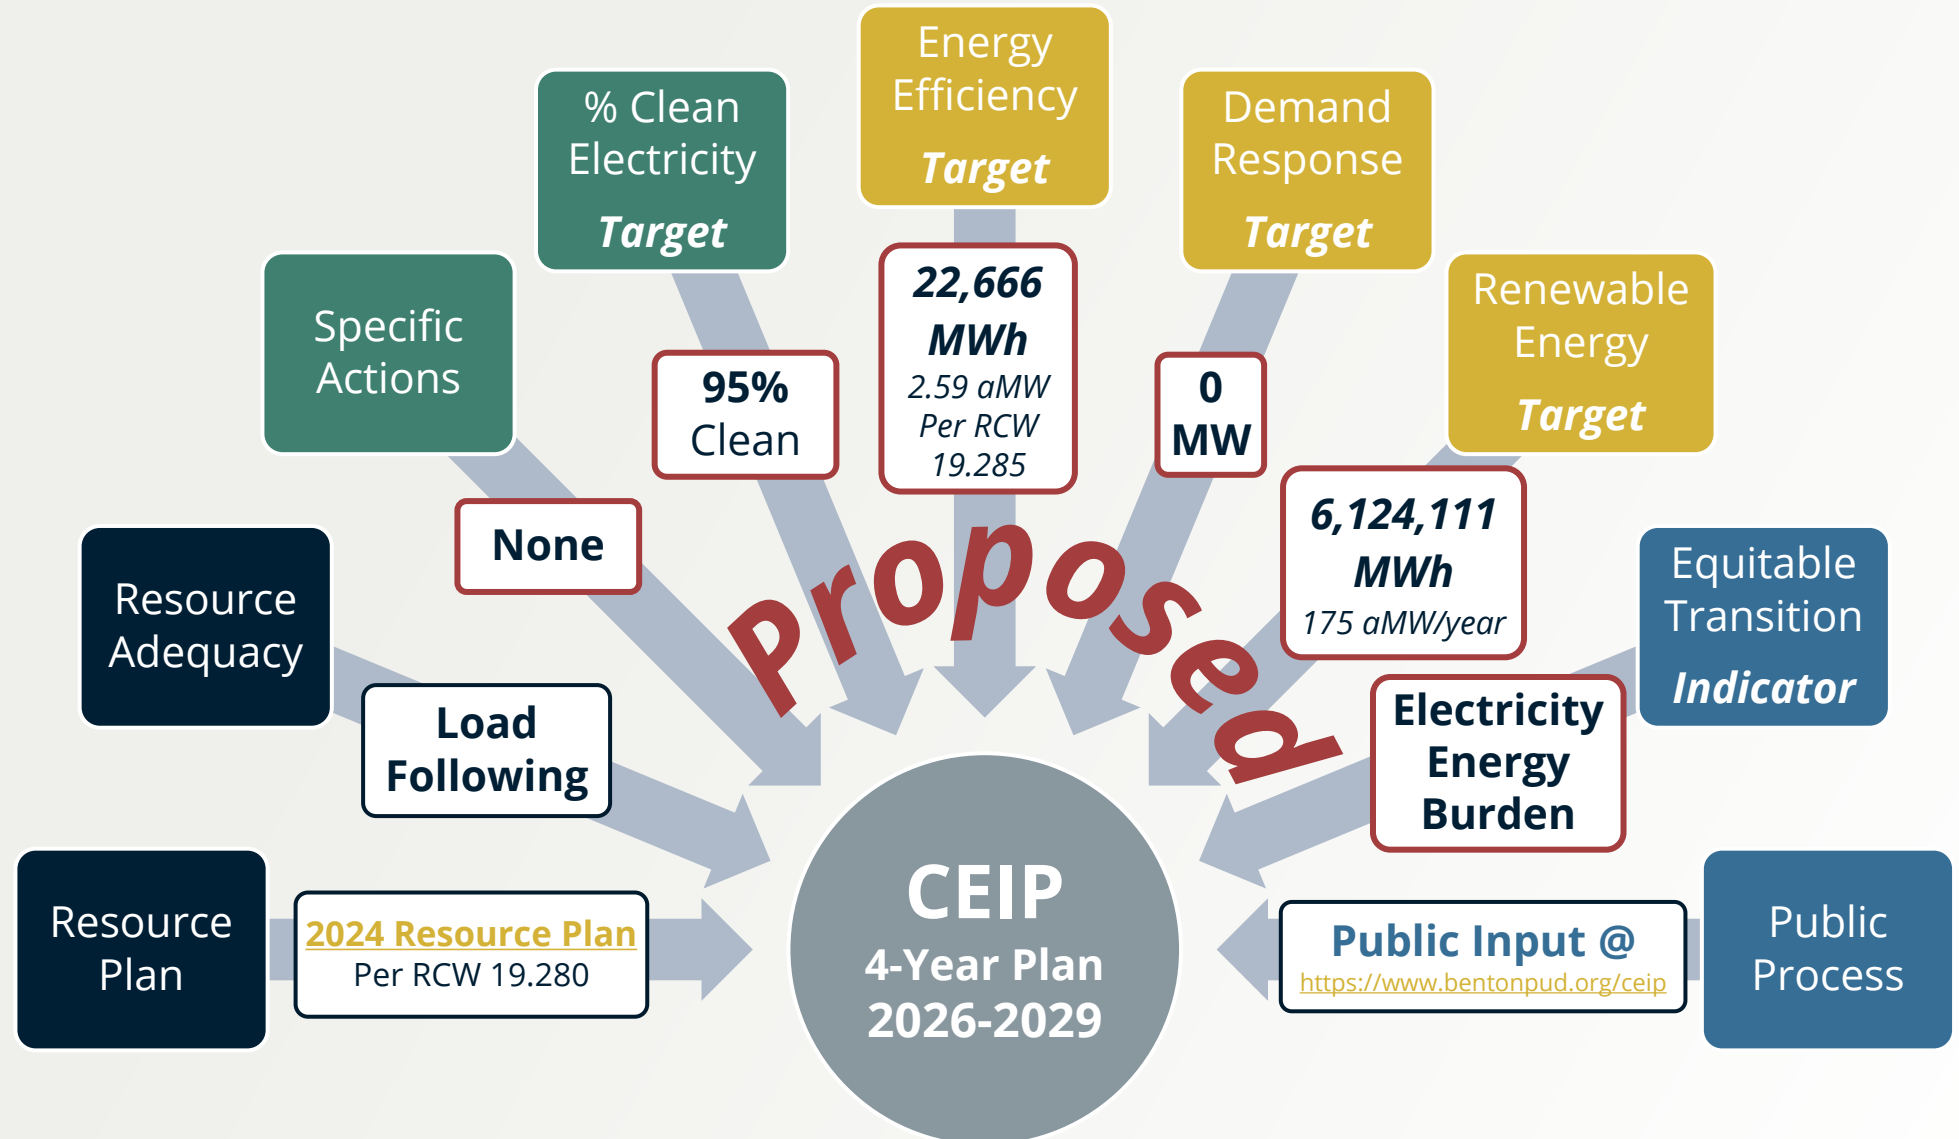 Energy
Efficiency
Target
% Clean
Electricity
Target
Demand
Response
Target
Specific
Actions
Renewable
Energy
Target
22,666
MWh
2.59 aMW
Per RCW
19.285
95%
Clean
0
MW
None
6,124,111
MWh
175 aMW/year
Proposed
Resource
Adequacy
Load
Following
Equitable
Transition
Indicator
Electricity
Energy
Burden
Resource
Plan
2024 Resource Plan
Per RCW 19.280
CEIP
4-Year Plan
2026-2029
Public Input @
https://www.bentonpud.org/ceip
Public
Process